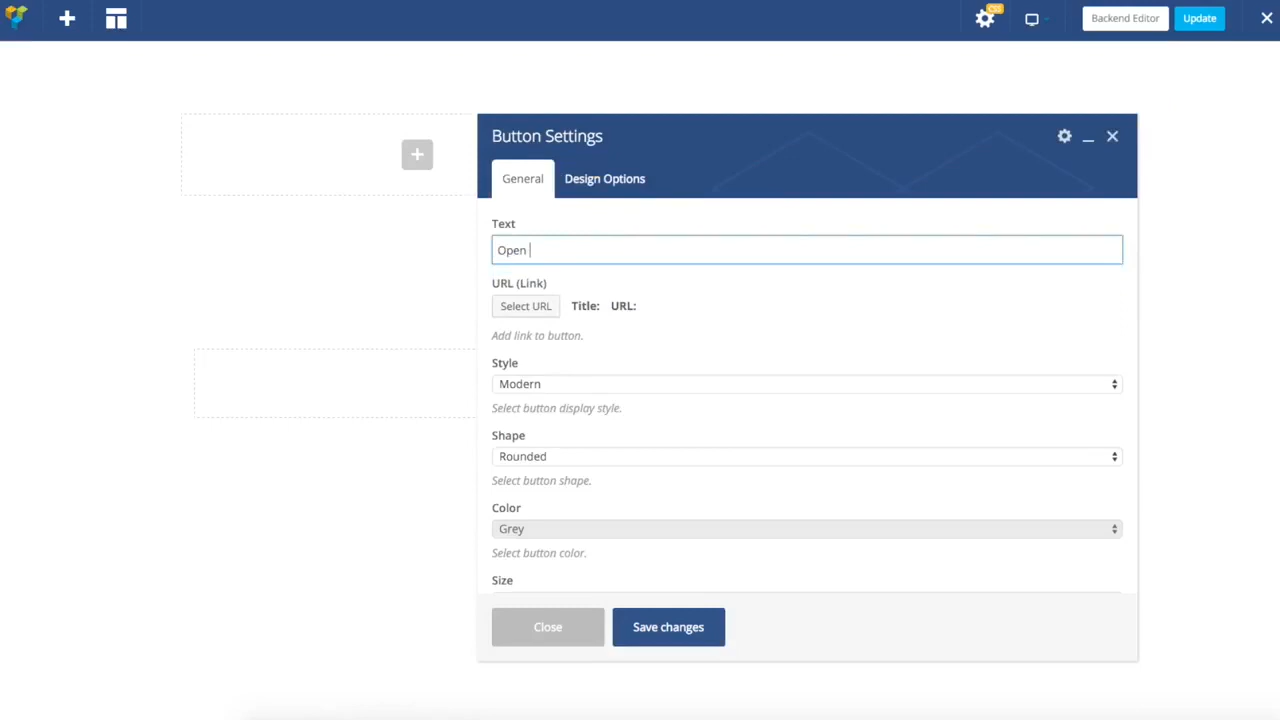 CSS
Backend Editor
Update
Button Settings
General
Design Options
Text
Open
URL (Link)
Select URL
Title: URL:
Add link to button.
Style
Modern
Select button display style.
Shape
Rounded
Select button shape.
Color
Grey
Select button color.
Size
Close
Save changes